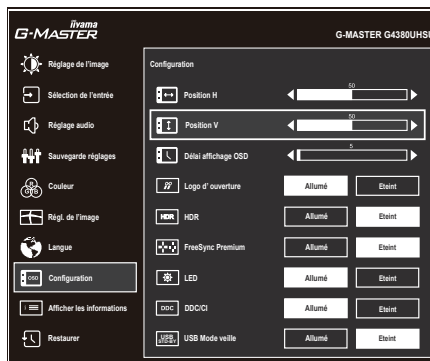 iiyama
G-MASTER
G-MASTER G4380UHSU
Réglage de l'image
Sélection de l'entrée
Réglage audio
Sauvegarde réglages
Couleur
Régl. de l'image
Langue
OSD Configuration
Afficher les informations
Restaurer
Configuration
Position H 50
Position V 50
Délai affichage OSD 5
Logo d' ouverture Allumé Eteint
HDR HDR Allumé Eteint
FreeSync Premium Allumé Eteint
LED Allumé Eteint
DDC DDC/CI Allumé Eteint
USB STD-BY USB Mode veille Allumé Eteint